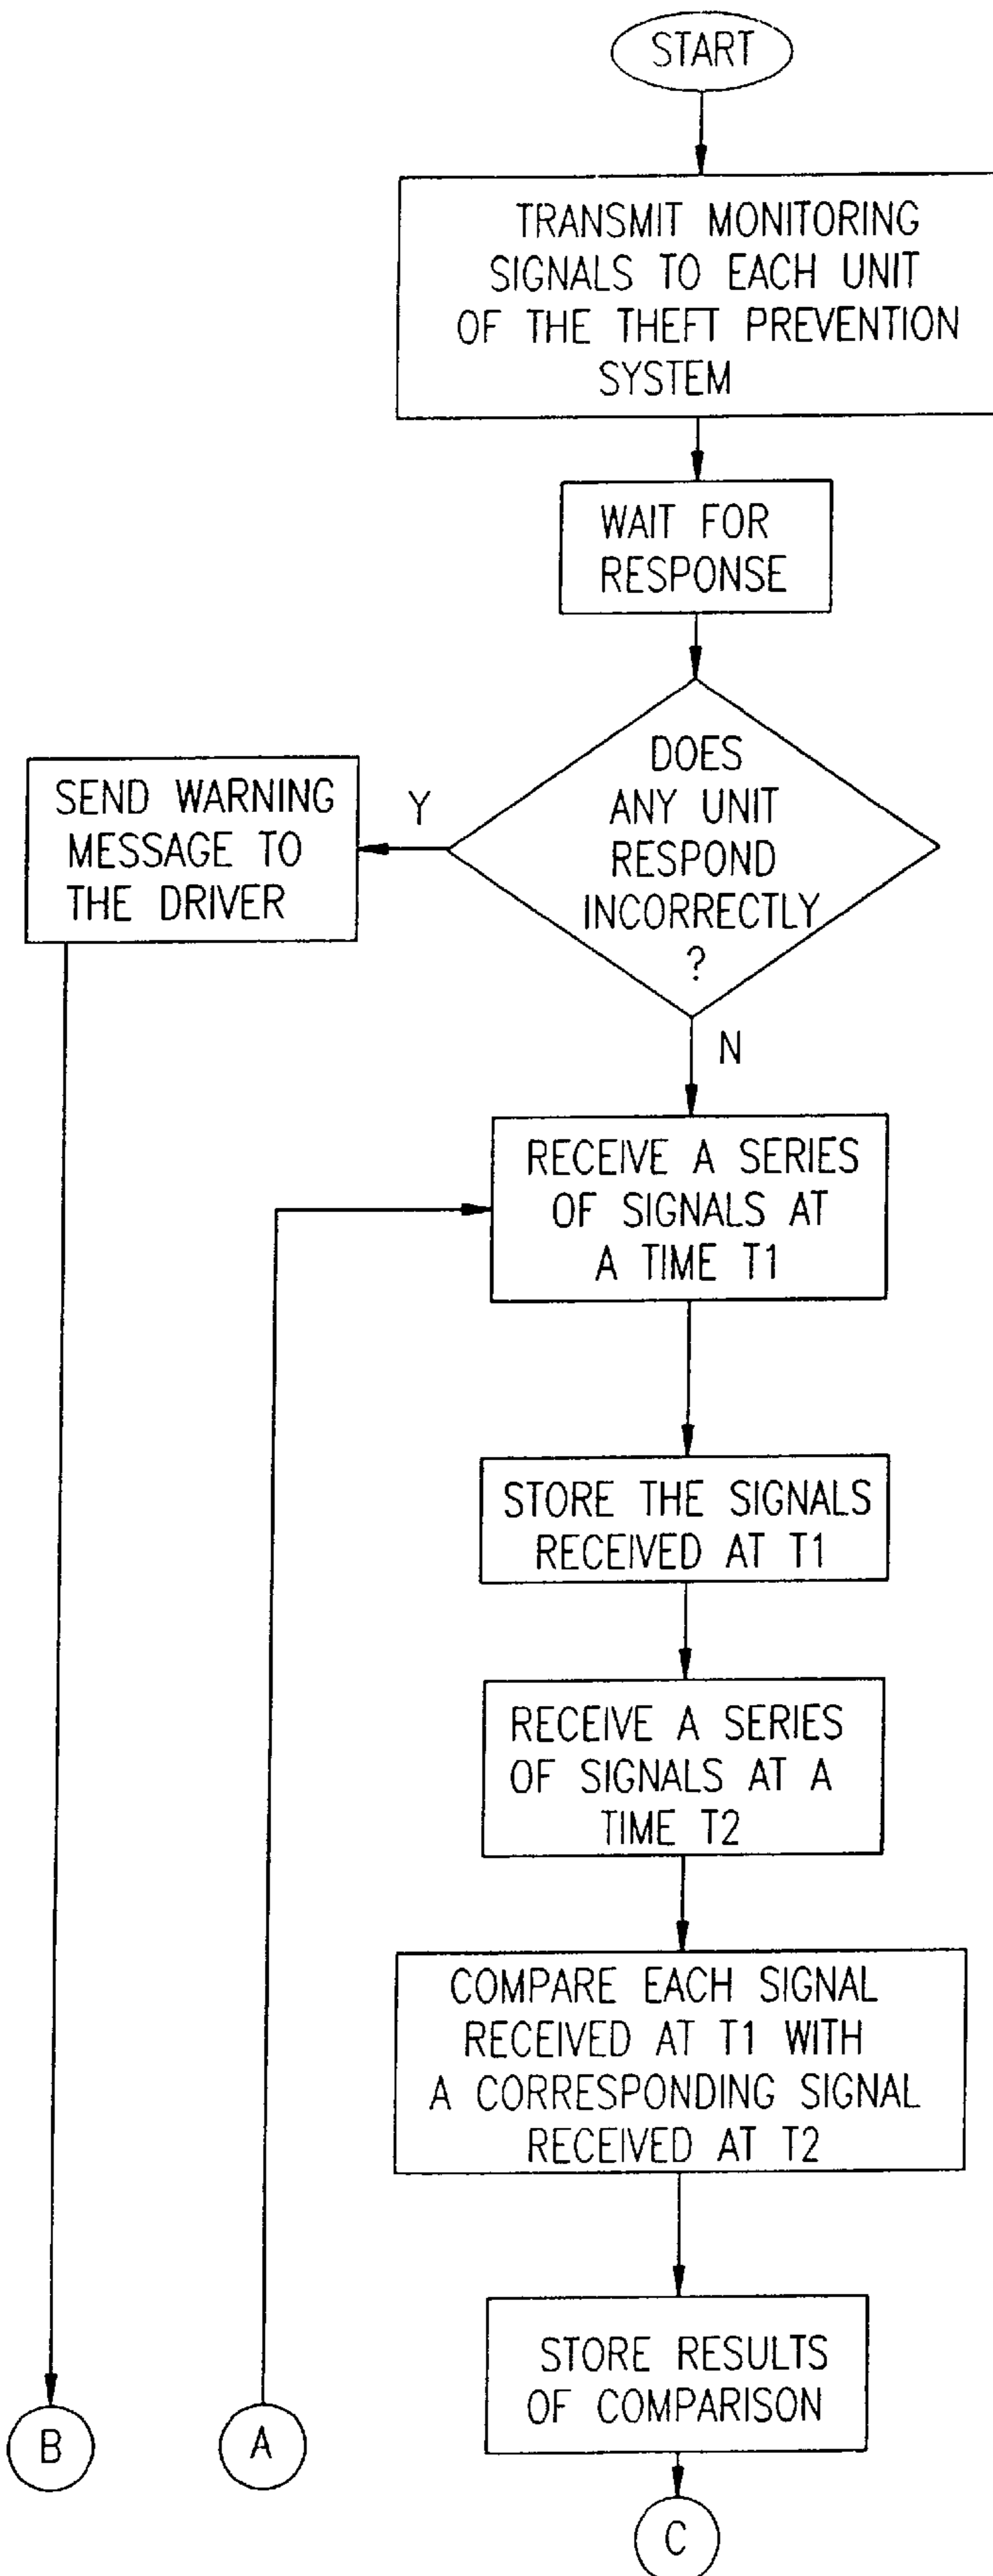 START
TRANSMIT MONITORING
SIGNALS TO EACH UNIT
OF THE THEFT PREVENTION
SYSTEM
WAIT FOR
RESPONSE
DOES
ANY UNIT
RESPOND
INCORRECTLY
?
Y
SEND WARNING
MESSAGE TO
THE DRIVER
N
RECEIVE A SERIES
OF SIGNALS AT
A TIME T1
STORE THE SIGNALS
RECEIVED AT T1
RECEIVE A SERIES
OF SIGNALS AT A
TIME T2
COMPARE EACH SIGNAL
RECEIVED AT T1 WITH
A CORRESPONDING SIGNAL
RECEIVED AT T2
STORE RESULTS
OF COMPARISON
B
A
C